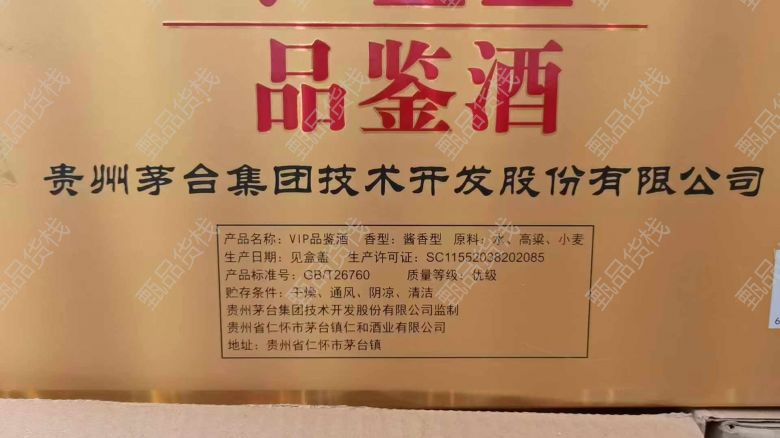 品鉴酒
贵州茅台集团技术开发股份有限公司
产品名称：VIP品鉴酒 香型：酱香型 原料：水、高粱、小麦
生产日期：见盒盖 生产许可证：SC11552038202085
产品标准号：GB/T26760 质量等级：优级
贮存条件：干燥、通风、阴凉、清洁
贵州茅台集团技术开发股份有限公司监制
贵州省仁怀市茅台镇仁和酒业有限公司
地址：贵州省仁怀市茅台镇
甄品货栈